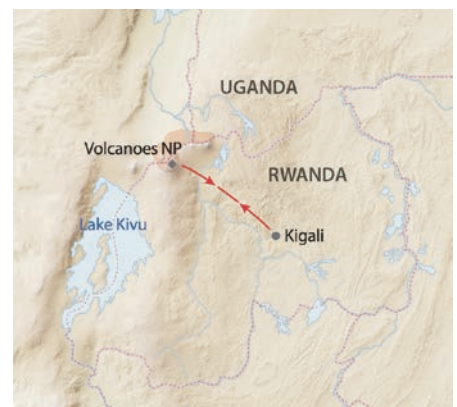 UGANDA
Volcanoes NP
RWANDA
Lake Kivu
Kigali